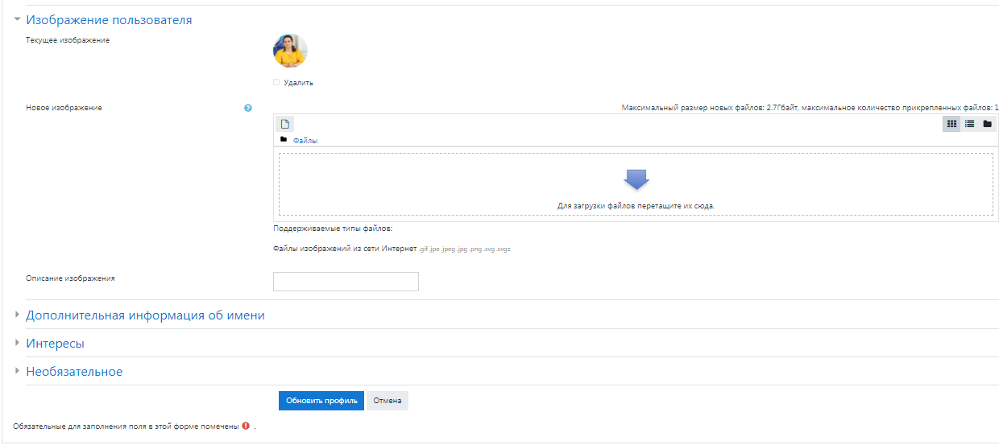 Изображение пользователя
Текущее изображение
Удалить
Новое изображение
Максимальный размер новых файлов: 2.7Гбайт, максимальное количество прикрепленных файлов: 1
Файлы
Для загрузки файлов перетащите их сюда.
Поддерживаемые типы файлов:
Файлы изображений из сети Интернет .gif .jpe .jpeg .jpg .png .svg .svgz
Описание изображения
Дополнительная информация об имени
Интересы
Необязательное
Обновить профиль Отмена
Обязательные для заполнения поля в этой форме помечены .